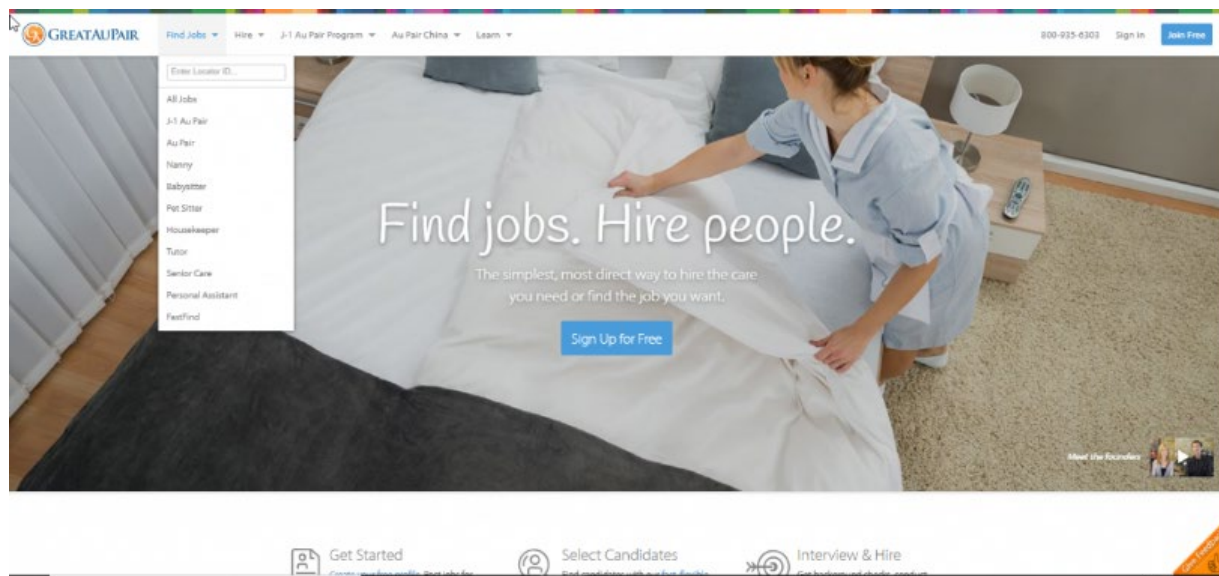 GREATAUPAIR
Find Jobs Hire J-1 Au Pair Program Au Pair China Learn
800-935-6303 Sign In Join Free
Enter Locator ID...
All Jobs
J-1 Au Pair
Au Pair
Nanny
Babysitter
Pet Sitter
Housekeeper
Tutor
Senior Care
Personal Assistant
FastFind
Find jobs. Hire people.
The simplest, most direct way to hire the care
you need or find the job you want.
Sign Up for Free
Meet the founders
Get Started
Select Candidates
Interview & Hire